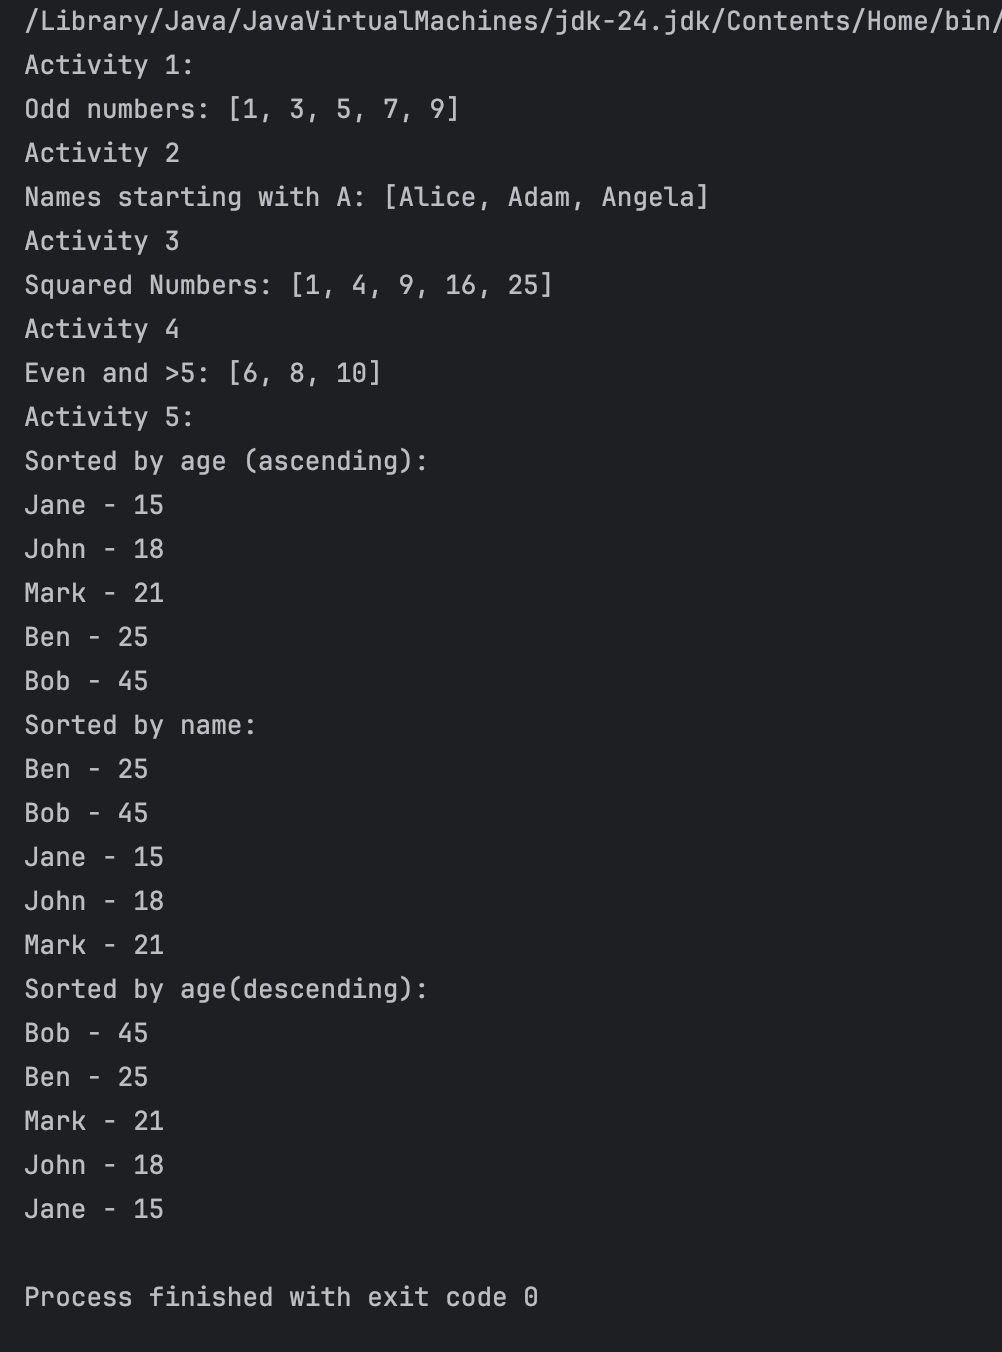 /Library/Java/JavaVirtualMachines/jdk-24.jdk/Contents/Home/bin/
Activity 1:
Odd numbers: [1, 3, 5, 7, 9]
Activity 2
Names starting with A: [Alice, Adam, Angela]
Activity 3
Squared Numbers: [1, 4, 9, 16, 25]
Activity 4
Even and >5: [6, 8, 10]
Activity 5:
Sorted by age (ascending):
Jane - 15
John - 18
Mark - 21
Ben - 25
Bob - 45
Sorted by name:
Ben - 25
Bob - 45
Jane - 15
John - 18
Mark - 21
Sorted by age(descending):
Bob - 45
Ben - 25
Mark - 21
John - 18
Jane - 15
Process finished with exit code 0